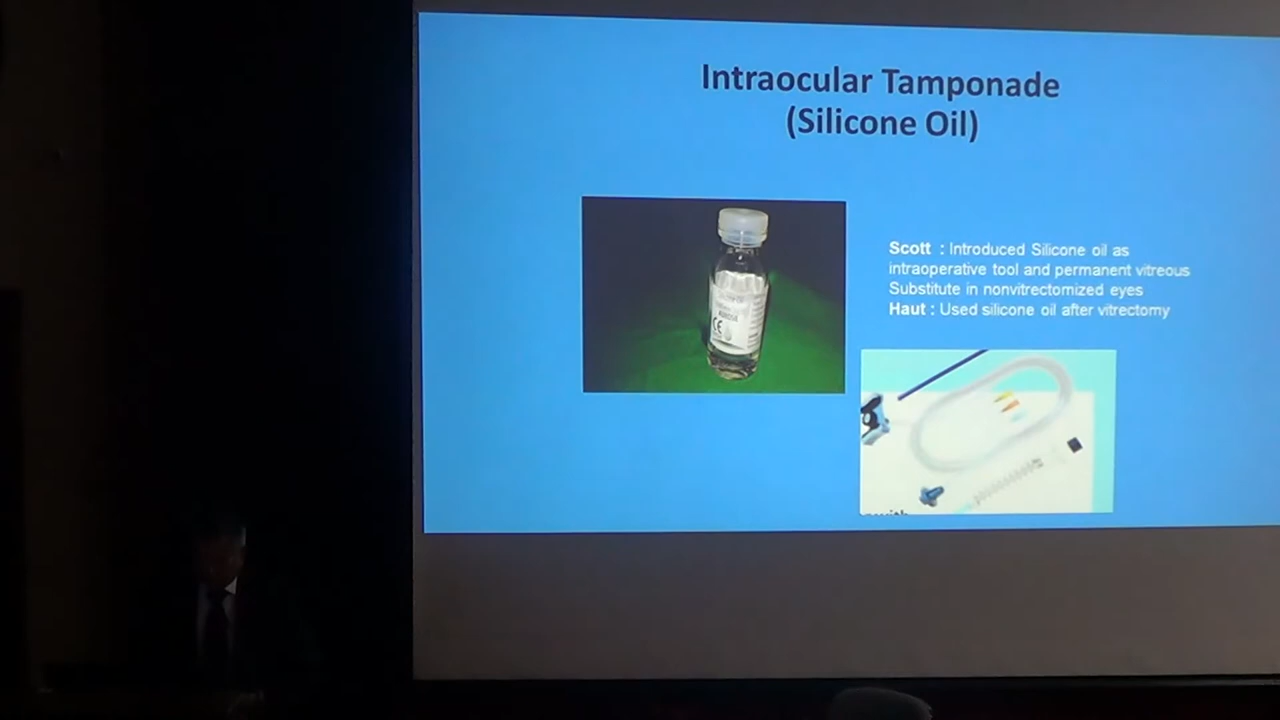 Intraocular Tamponade
(Silicone Oil)
Scott : Introduced Silicone oil as
intraoperative tool and permanent vitreous
Substitute in nonvitrectomized eyes
Haut : Used silicone oil after vitrectomy
CE